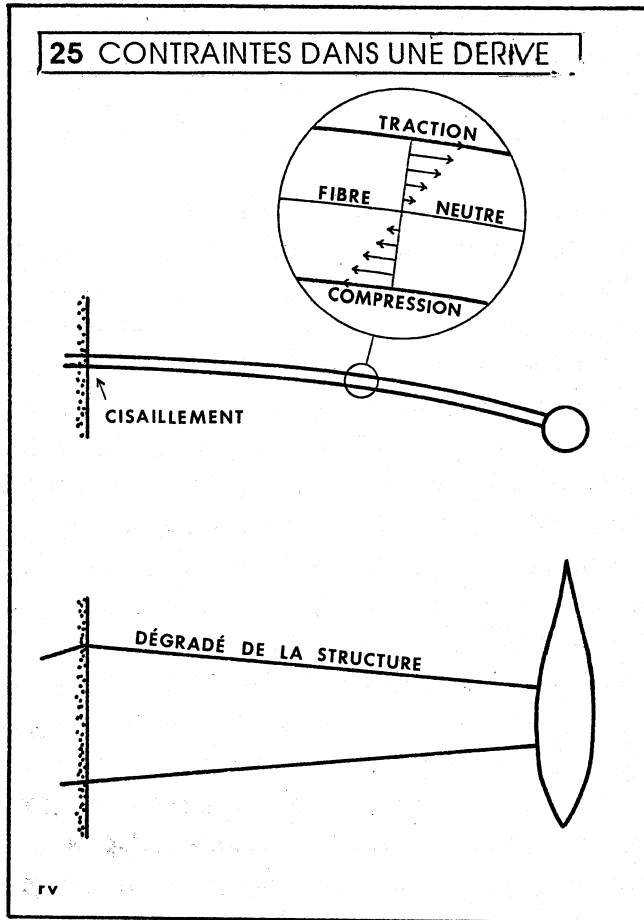 25 CONTRAINTES DANS UNE DERIVE
TRACTION
FIBRE NEUTRE
COMPRESSION
CISAILLEMENT
DÉGRADÉ DE LA STRUCTURE
rv